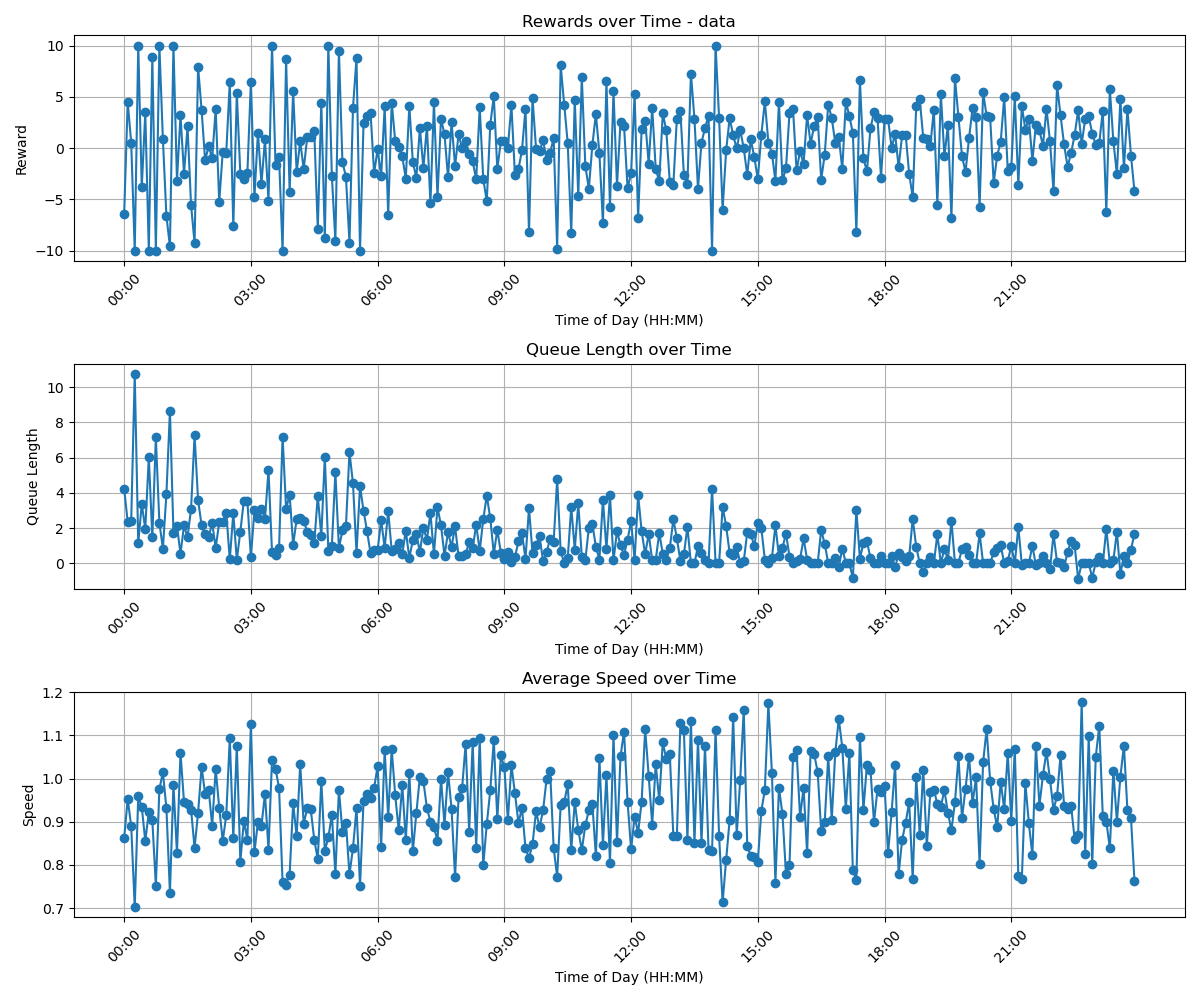 Rewards over Time - data
Reward
10
5
0
−5
−10
00:00 03:00 06:00 09:00 12:00 15:00 18:00 21:00
Time of Day (HH:MM)
Queue Length over Time
Queue Length
10
8
6
4
2
0
00:00 03:00 06:00 09:00 12:00 15:00 18:00 21:00
Time of Day (HH:MM)
Average Speed over Time
Speed
1.2
1.1
1.0
0.9
0.8
0.7
00:00 03:00 06:00 09:00 12:00 15:00 18:00 21:00
Time of Day (HH:MM)